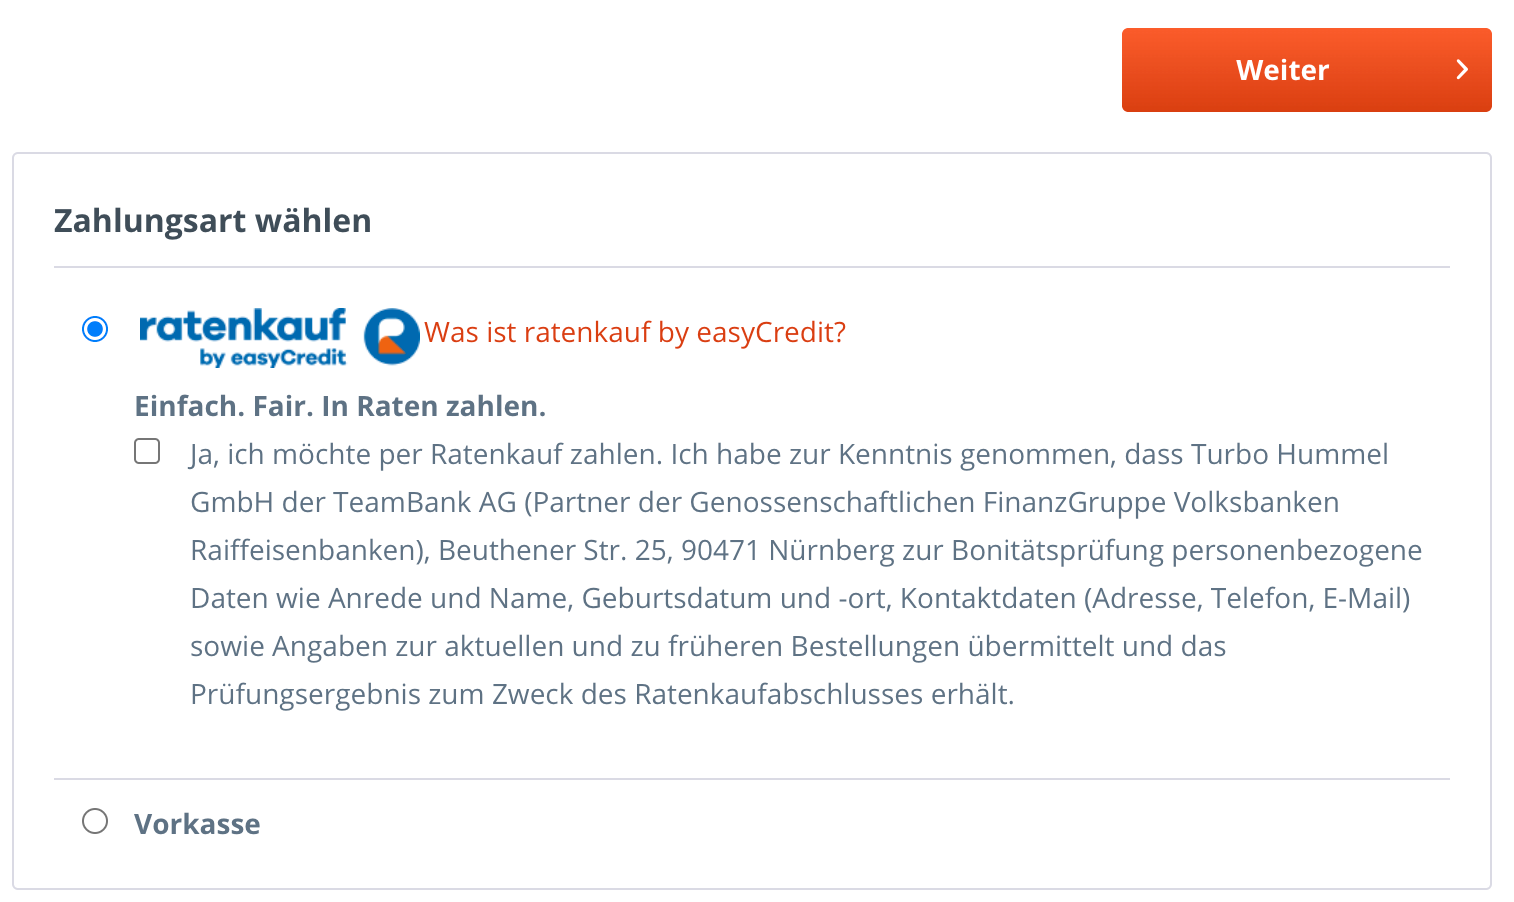 Weiter
Zahlungsart wählen
ratenkauf
by easyCredit
Was ist ratenkauf by easyCredit?
Einfach. Fair. In Raten zahlen.
Ja, ich möchte per Ratenkauf zahlen. Ich habe zur Kenntnis genommen, dass Turbo Hummel
GmbH der TeamBank AG (Partner der Genossenschaftlichen FinanzGruppe Volksbanken
Raiffeisenbanken), Beuthener Str. 25, 90471 Nürnberg zur Bonitätsprüfung personenbezogene
Daten wie Anrede und Name, Geburtsdatum und -ort, Kontaktdaten (Adresse, Telefon, E-Mail)
sowie Angaben zur aktuellen und zu früheren Bestellungen übermittelt und das
Prüfungsergebnis zum Zweck des Ratenkaufabschlusses erhält.
Vorkasse